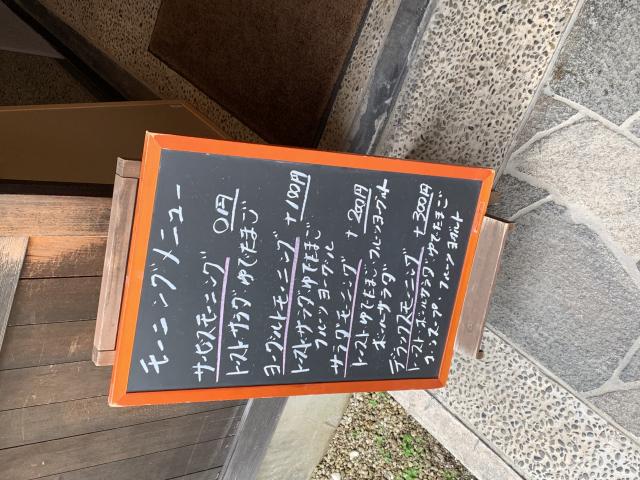 モーニングメニュー
サービスモーニング 0円
トースト・サラダ・ゆでたまご
ヨーグルトモーニング +100円
トースト・サラダ・ゆでたまご
フルーツヨーグル
サラダモーニング +200円
トーストゆでたまご フルーツヨーグルト
ボールサラダ
デラックスモーニング +300円
トースト・ボールサラダ・ゆでたまご
コーンスープ・フルーツヨーグルト